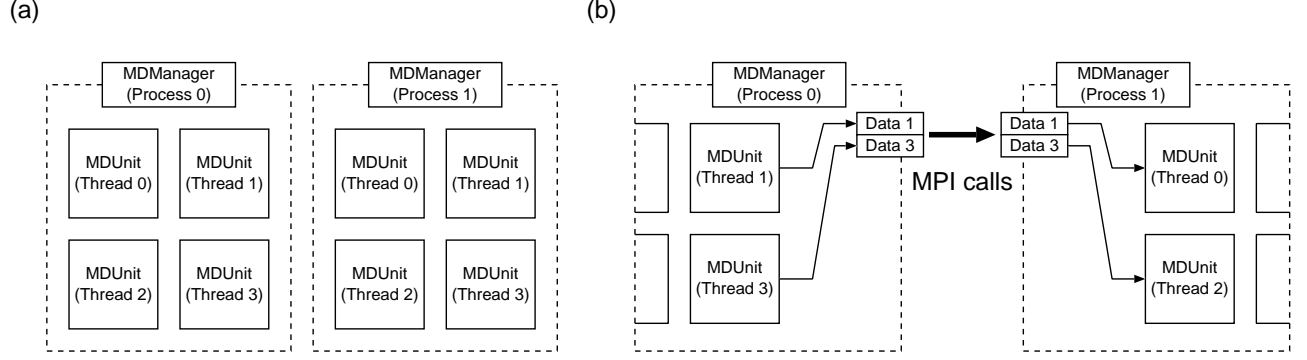 (a)
MDManager
(Process 0)
MDManager
(Process 1)
MDUnit
(Thread 0)
MDUnit
(Thread 1)
MDUnit
(Thread 0)
MDUnit
(Thread 1)
MDUnit
(Thread 2)
MDUnit
(Thread 3)
MDUnit
(Thread 2)
MDUnit
(Thread 3)
(b)
MDManager
(Process 0)
MDManager
(Process 1)
Data 1
Data 3
Data 1
Data 3
MPI calls
MDUnit
(Thread 1)
MDUnit
(Thread 0)
MDUnit
(Thread 3)
MDUnit
(Thread 2)